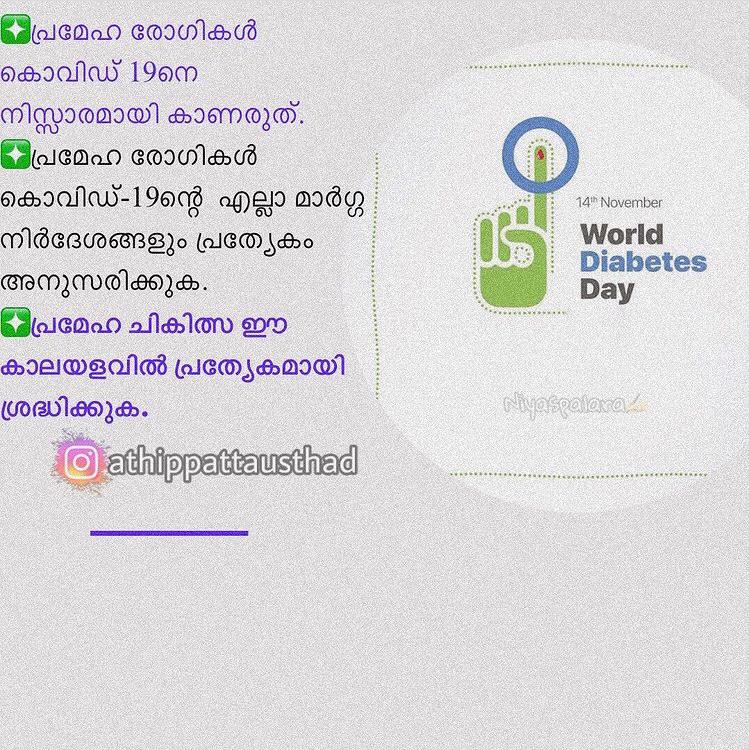 പ്രമേഹ രോഗികൾ
കൊവിഡ് 19നെ
നിസ്സാരമായി കാണരുത്.
പ്രമേഹ രോഗികൾ
കൊവിഡ്-19ന്റെ എല്ലാ മാർഗ്ഗ
നിർദേശങ്ങളും പ്രത്യേകം
അനുസരിക്കുക.
പ്രമേഹ ചികിത്സ ഈ
കാലയളവിൽ പ്രത്യേകമായി
ശ്രദ്ധിക്കുക.
athippattausthad
14th November
World
Diabetes
Day
Niyaspalara